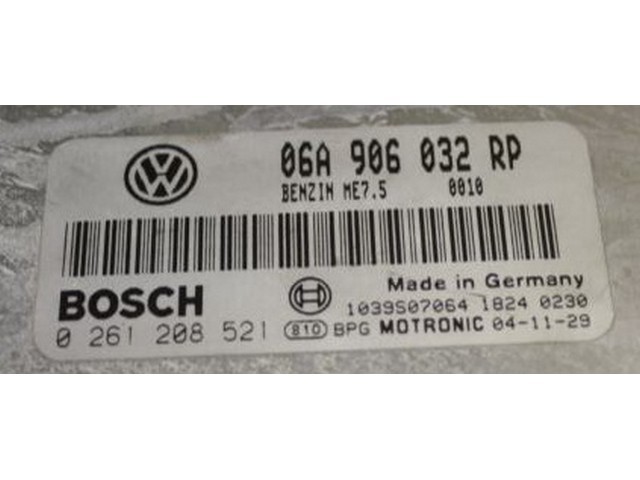 06A 906 032 RP
BENZIN ME7.5 0010
BOSCH
Made in Germany
1039S07064 1824 0230
0 261 208 521 810 BPG MOTRONIC 04-11-29